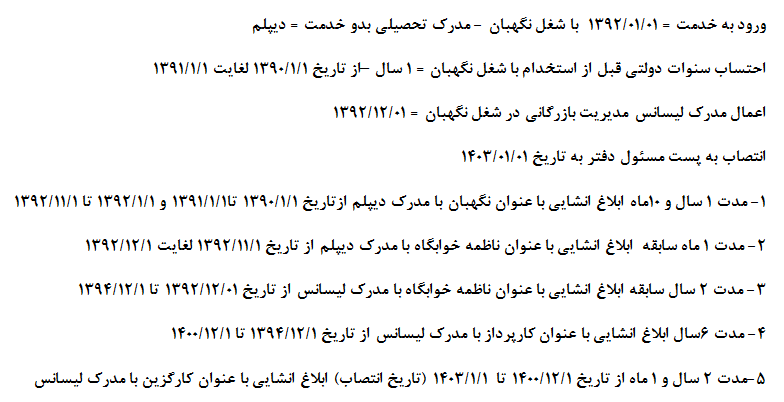 ورود به خدمت = ۱۳۹۲/۰۱/۰۱ با شغل نگهبان - مدرک تحصیلی بدو خدمت = دیپلم
احتساب سنوات دولتی قبل از استخدام با شغل نگهبان = ۱ سال –از تاریخ ۱۳۹۰/۱/۱ لغایت ۱۳۹۱/۱/۱
اعمال مدرک لیسانس مدیریت بازرگانی در شغل نگهبان = ۱۳۹۲/۱۲/۰۱
انتصاب به پست مسئول دفتر به تاریخ ۱۴۰۳/۰۱/۰۱
۱- مدت ۱ سال و ۱۰ماه ابلاغ انشایی با عنوان نگهبان با مدرک دیپلم ازتاریخ ۱۳۹۰/۱/۱ تا۱۳۹۱/۱/۱ و ۱۳۹۲/۱/۱ تا ۱۳۹۲/۱۱/۱
۲- مدت ۱ ماه سابقه ابلاغ انشایی با عنوان ناظمه خوابگاه با مدرک دیپلم از تاریخ ۱۳۹۲/۱۱/۱ لغایت ۱۳۹۲/۱۲/۱
۳- مدت ۲ سال سابقه ابلاغ انشایی با عنوان ناظمه خوابگاه با مدرک لیسانس از تاریخ ۱۳۹۲/۱۲/۰۱ تا ۱۳۹۴/۱۲/۱
۴- مدت ۶سال ابلاغ انشایی با عنوان کارپرداز با مدرک لیسانس از تاریخ ۱۳۹۴/۱۲/۱ تا ۱۴۰۰/۱۲/۱
۵-مدت ۲ سال و ۱ ماه از تاریخ ۱۴۰۰/۱۲/۱ تا ۱۴۰۳/۱/۱ (تاریخ انتصاب) ابلاغ انشایی با عنوان کارگزین با مدرک لیسانس